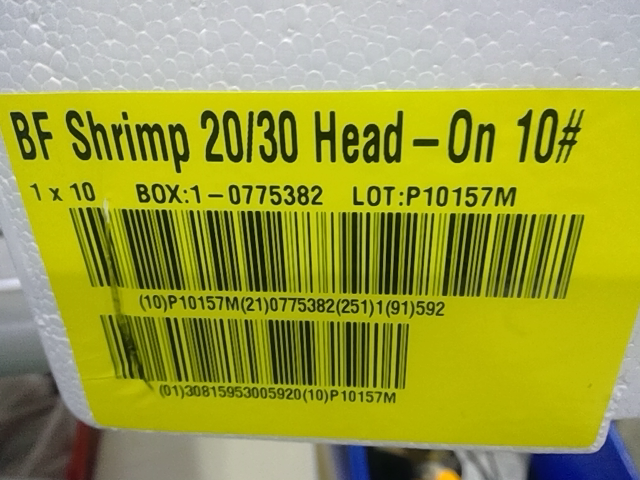 BF Shrimp 20/30 Head-On 10#
1 x 10 BOX:1-0775382 LOT:P10157M
(10)P10157M(21)0775382(251)1(91)592
(01)30815953005920(10)P10157M